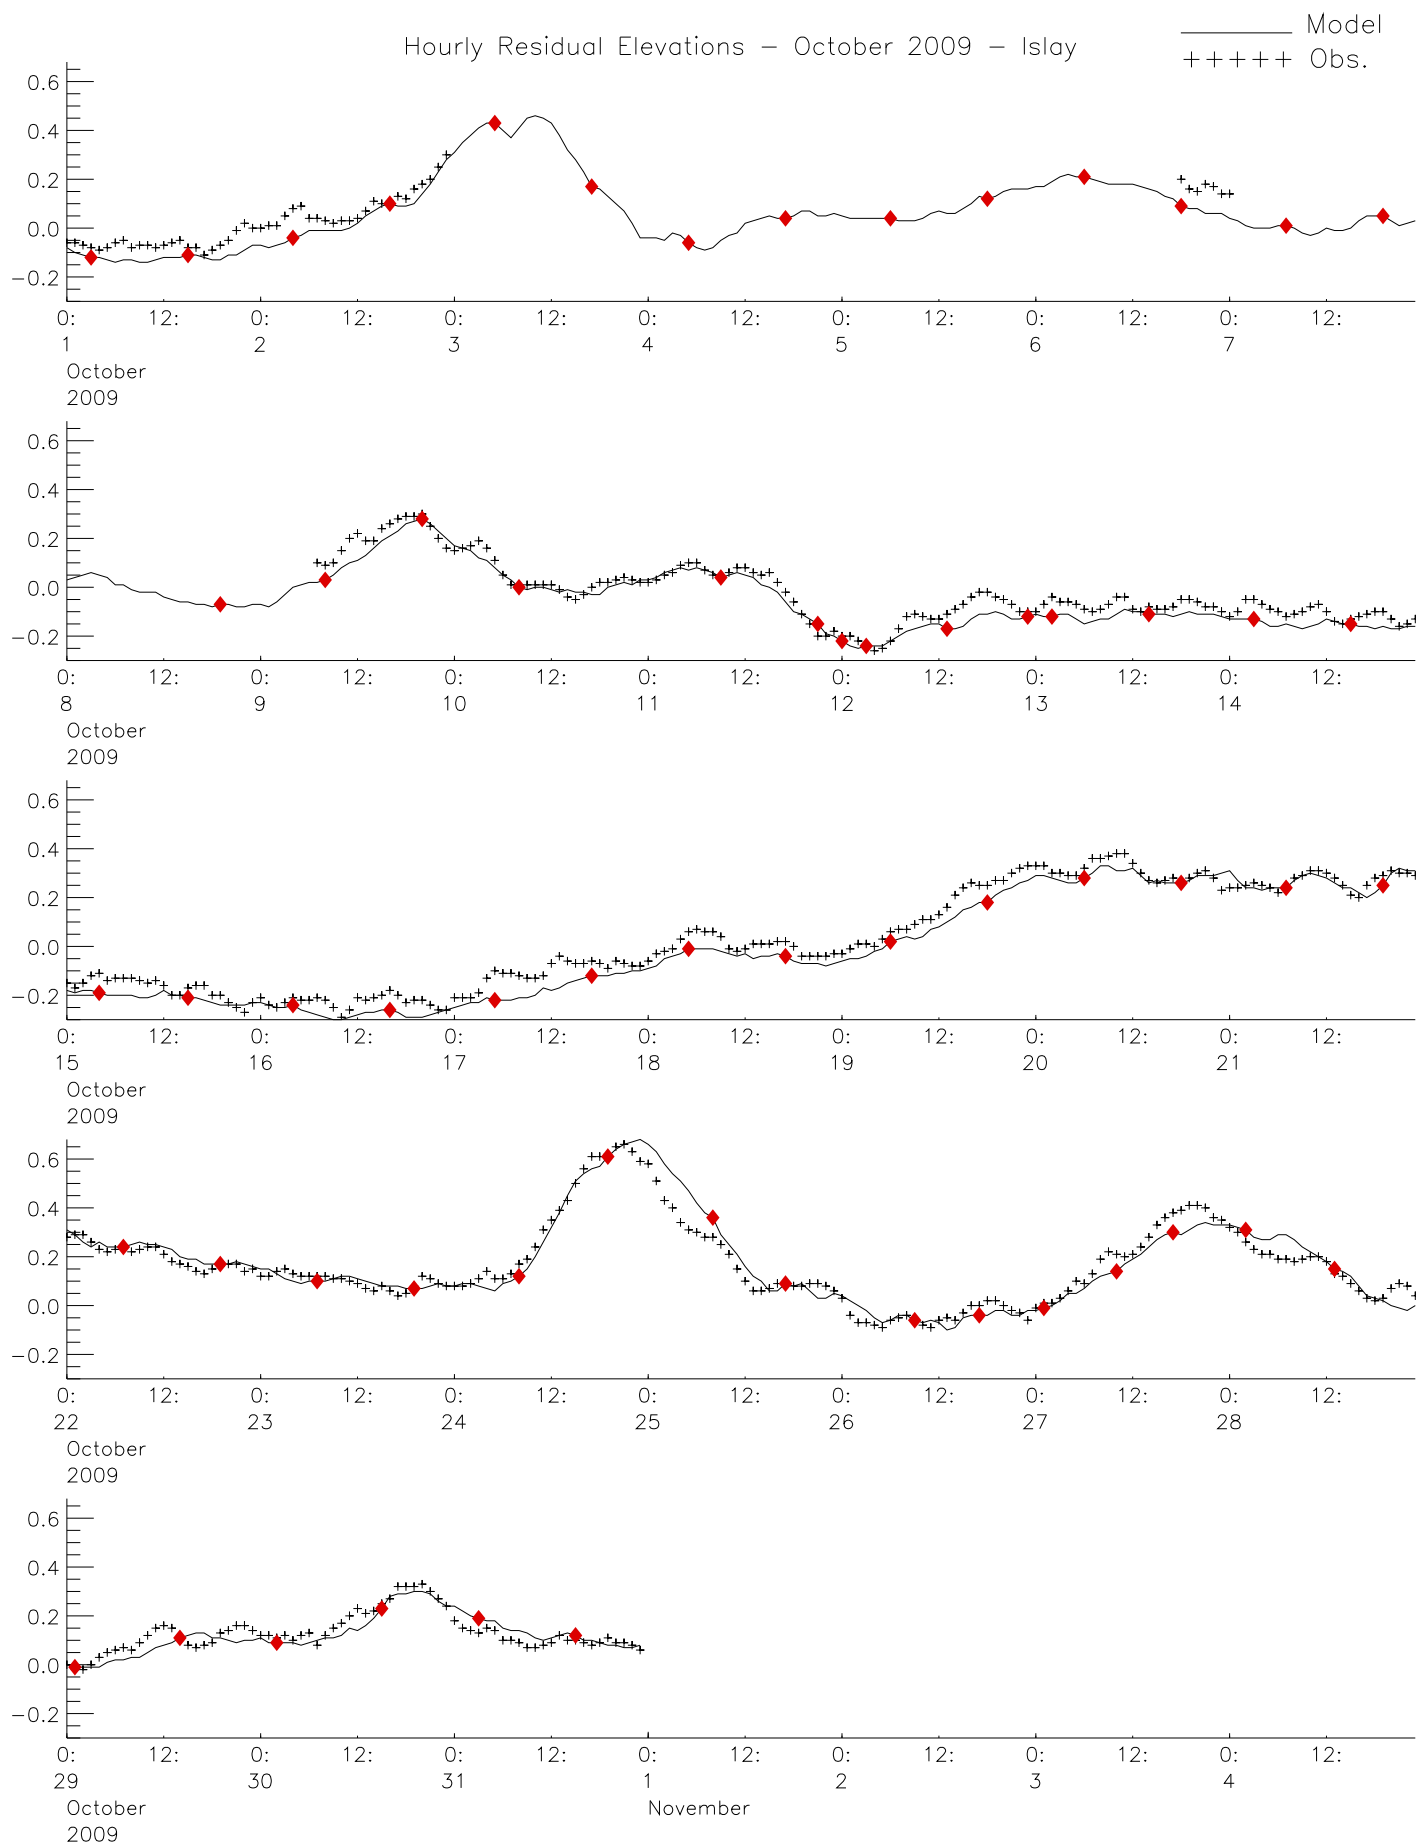 Hourly Residual Elevations − October 2009 − Islay
Model
+++++ Obs.
0.6
0.4
0.2
0.0
−0.2
0: 12: 0: 12: 0: 12: 0: 12: 0: 12: 0: 12: 0: 12:
1 2 3 4 5 6 7
October
2009
0.6
0.4
0.2
0.0
−0.2
0: 12: 0: 12: 0: 12: 0: 12: 0: 12: 0: 12: 0: 12:
8 9 10 11 12 13 14
October
2009
0.6
0.4
0.2
0.0
−0.2
0: 12: 0: 12: 0: 12: 0: 12: 0: 12: 0: 12: 0: 12:
15 16 17 18 19 20 21
October
2009
0.6
0.4
0.2
0.0
−0.2
0: 12: 0: 12: 0: 12: 0: 12: 0: 12: 0: 12: 0: 12:
22 23 24 25 26 27 28
October
2009
0.6
0.4
0.2
0.0
−0.2
0: 12: 0: 12: 0: 12: 0: 12: 0: 12: 0: 12: 0: 12:
29 30 31 1 2 3 4
October November
2009